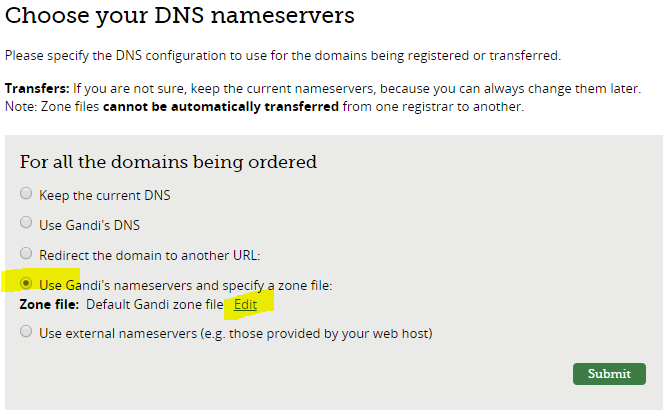 Choose your DNS nameservers
Please specify the DNS configuration to use for the domains being registered or transferred.
Transfers: If you are not sure, keep the current nameservers, because you can always change them later.
Note: Zone files cannot be automatically transferred from one registrar to another.
For all the domains being ordered
Keep the current DNS
Use Gandi's DNS
Redirect the domain to another URL:
Use Gandi's nameservers and specify a zone file:
Zone file: Default Gandi zone file Edit
Use external nameservers (e.g. those provided by your web host)
Submit